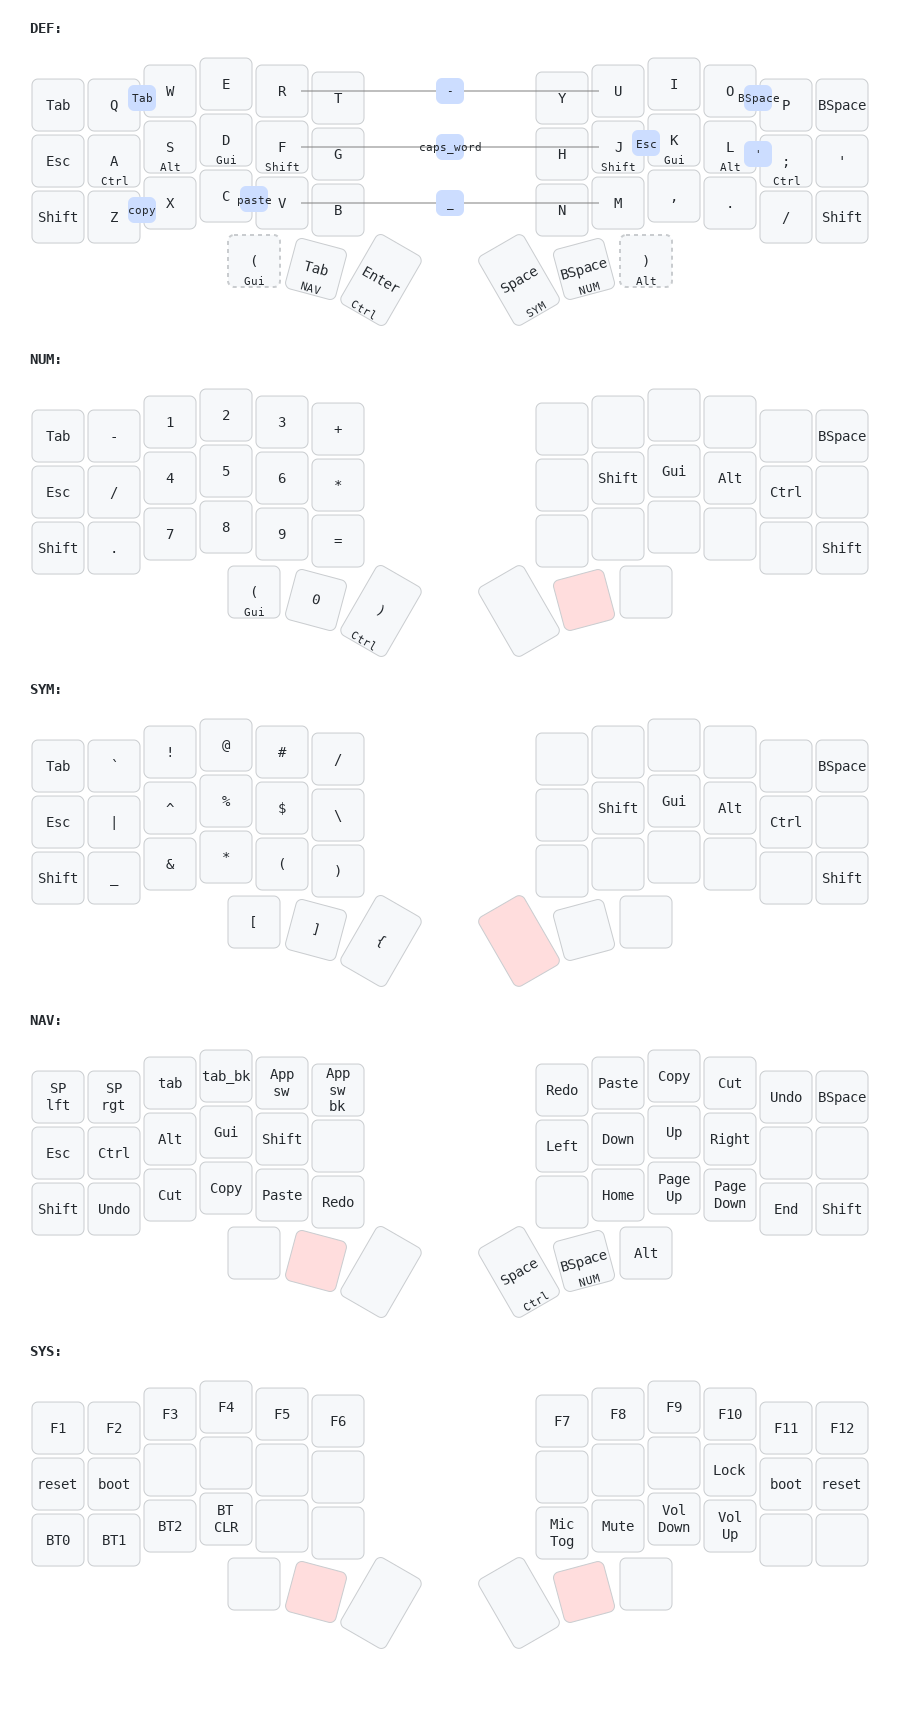 DEF:
Tab Q Tab W E R T - Y U I O BSpace P BSpace
Esc A Ctrl S Alt D Gui F Shift G caps_word H J Shift Esc K Gui L Alt ' ; Ctrl '
Shift Z copy X C paste V B _ N M , . / Shift
( Gui Tab NAV Enter Ctrl Space SYM BSpace NUM ) Alt
NUM:
Tab - 1 2 3 + BSpace
Esc / 4 5 6 * Shift Gui Alt Ctrl
Shift . 7 8 9 = Shift
( Gui 0 ) Ctrl
SYM:
Tab ` ! @ # / BSpace
Esc | ^ % $ \ Shift Gui Alt Ctrl
Shift _ & * ( ) Shift
[ ] {
NAV:
SP lft SP rgt tab tab_bk App sw App sw bk Redo Paste Copy Cut Undo BSpace
Esc Ctrl Alt Gui Shift Left Down Up Right
Shift Undo Cut Copy Paste Redo Home Page Up Page Down End Shift
Space Ctrl BSpace NUM Alt
SYS:
F1 F2 F3 F4 F5 F6 F7 F8 F9 F10 F11 F12
reset boot Lock boot reset
BT0 BT1 BT2 BT CLR Mic Tog Mute Vol Down Vol Up